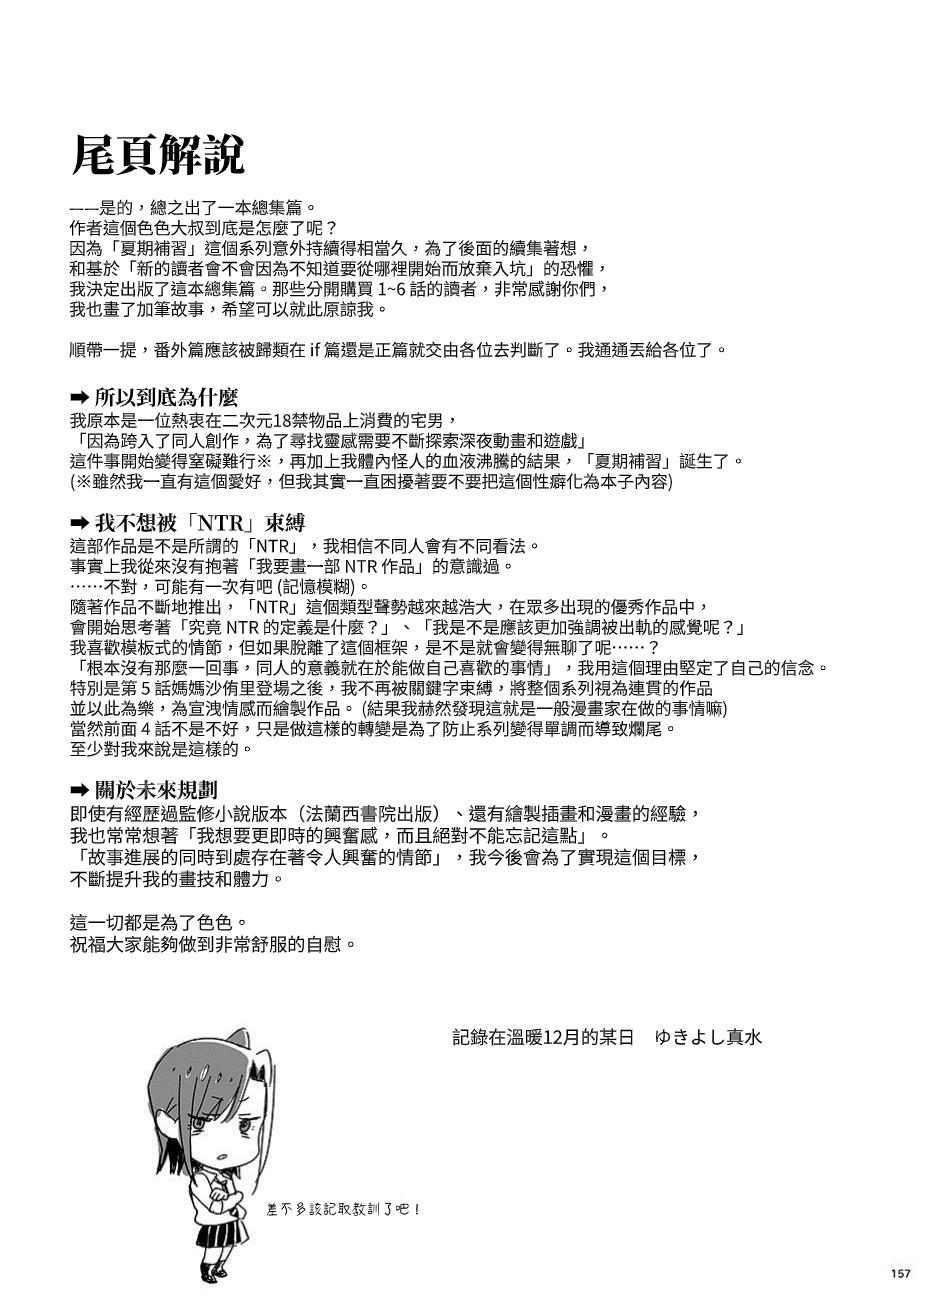 尾頁解說
——是的，總之出了一本總集篇。
作者這個色色大叔到底是怎麼了呢？
因為「夏期補習」這個系列意外持續得相當久，為了後面的續集著想，
和基於「新的讀者會不會因為不知道要從哪裡開始而放棄入坑」的恐懼，
我決定出版了這本總集篇。那些分開購買 1~6 話的讀者，非常感謝你們，
我也畫了加筆故事，希望可以就此原諒我。
順帶一提，番外篇應該被歸類在 if 篇還是正篇就交由各位去判斷了。我通通丟給各位了。
➡ 所以到底為什麼
我原本是一位熱衷在二次元18禁物品上消費的宅男，
「因為跨入了同人創作，為了尋找靈感需要不斷探索深夜動畫和遊戲」
這件事開始變得窒礙難行※，再加上我體內怪人的血液沸騰的結果，「夏期補習」誕生了。
(※雖然我一直有這個愛好，但我其實一直困擾著要不要把這個性癖化為本子內容)
➡ 我不想被「NTR」束縛
這部作品是不是所謂的「NTR」，我相信不同人會有不同看法。
事實上我從來沒有抱著「我要畫一部 NTR 作品」的意識過。
……不對，可能有一次有吧 (記憶模糊)。
隨著作品不斷地推出，「NTR」這個類型聲勢越來越浩大，在眾多出現的優秀作品中，
會開始思考著「究竟 NTR 的定義是什麼？」、「我是不是應該更加強調被出軌的感覺呢？」
我喜歡模板式的情節，但如果脫離了這個框架，是不是就會變得無聊了呢……？
「根本沒有那麼一回事，同人的意義就在於能做自己喜歡的事情」，我用這個理由堅定了自己的信念。
特別是第 5 話媽媽沙侑里登場之後，我不再被關鍵字束縛，將整個系列視為連貫的作品
並以此為樂，為宣洩情感而繪製作品。 (結果我赫然發現這就是一般漫畫家在做的事情嘛)
當然前面 4 話不是不好，只是做這樣的轉變是為了防止系列變得單調而導致爛尾。
至少對我來說是這樣的。
➡ 關於未來規劃
即使有經歷過監修小說版本（法蘭西書院出版）、還有繪製插畫和漫畫的經驗，
我也常常想著「我想要更即時的興奮感，而且絕對不能忘記這點」。
「故事進展的同時到處存在著令人興奮的情節」，我今後會為了實現這個目標，
不斷提升我的畫技和體力。
這一切都是為了色色。
祝福大家能夠做到非常舒服的自慰。
記錄在溫暖12月的某日　ゆきよし真水
差不多該記取教訓了吧！
157